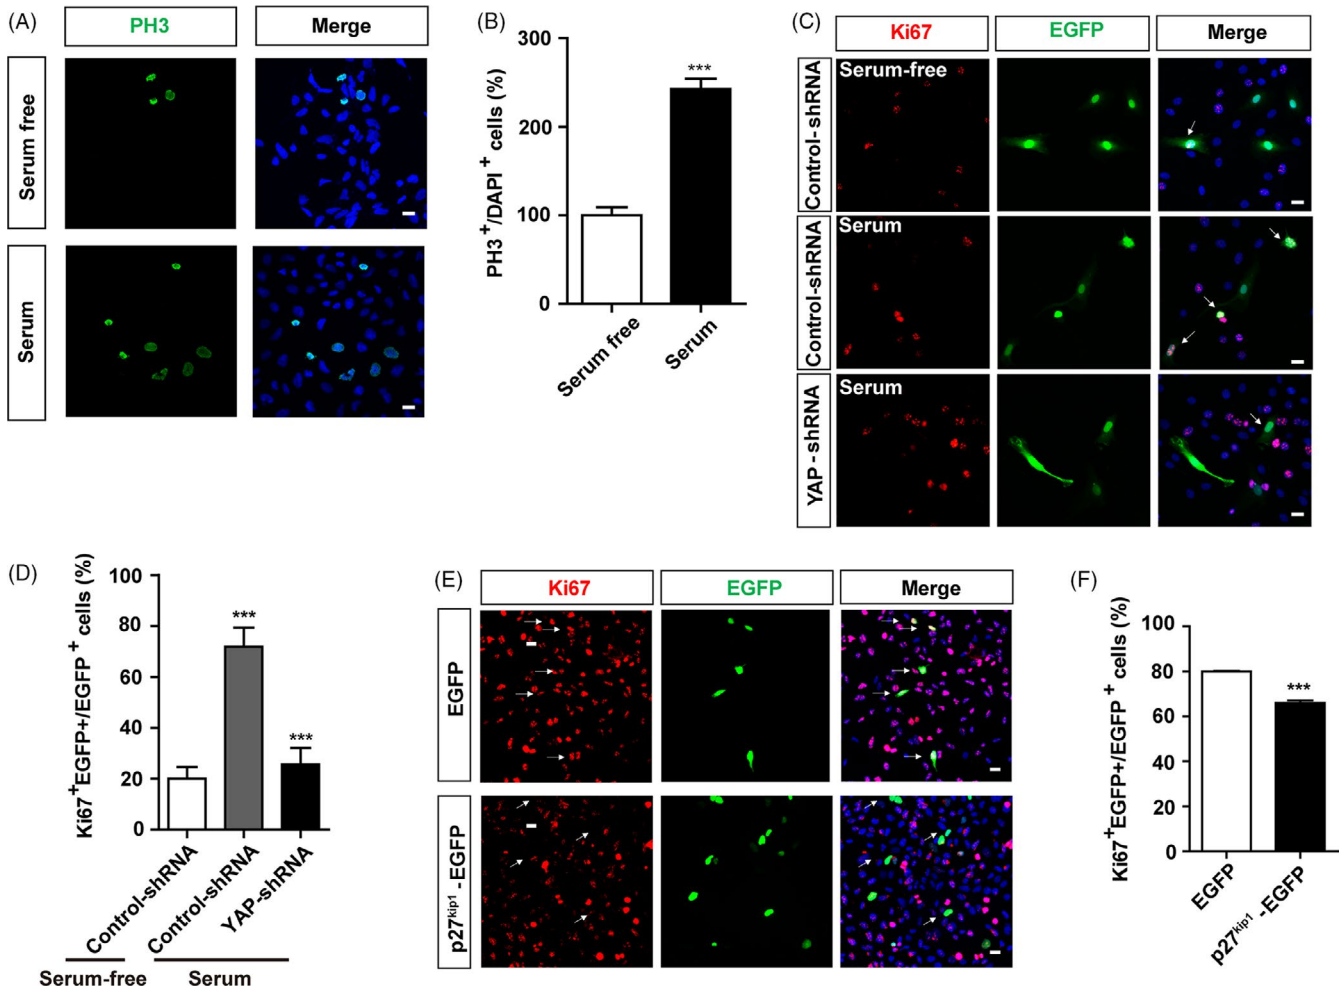 (A)
PH3
Merge
Serum free
Serum
(B)
PH3⁺/DAPI⁺ cells (%)
300
200
100
0
Serum free
Serum
***
(C)
Ki67
EGFP
Merge
Control-shRNA
Serum-free
Control-shRNA
Serum
YAP-shRNA
Serum
(D)
Ki67⁺EGFP+/EGFP⁺ cells (%)
100
80
60
40
20
0
***
***
Control-shRNA
Control-shRNA
YAP-shRNA
Serum-free
Serum
(E)
Ki67
EGFP
Merge
EGFP
p27ᵏⁱᵖ¹-EGFP
(F)
Ki67⁺EGFP+/EGFP⁺ cells (%)
100
80
60
40
20
0
***
EGFP
p27ᵏⁱᵖ¹-EGFP